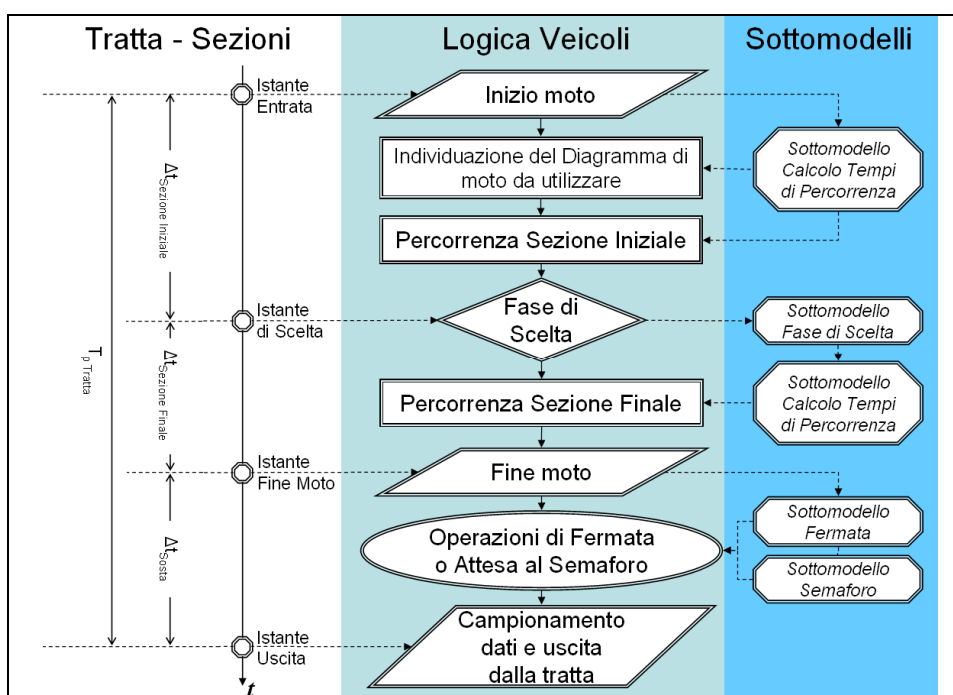 Tratta - Sezioni
Logica Veicoli
Sottomodelli
Istante
Entrata
Inizio moto
Individuazione del Diagramma di
moto da utilizzare
Sottomodello
Calcolo Tempi
di Percorrenza
Δt Sezione Iniziale
Percorrenza Sezione Iniziale
Istante
di Scelta
Fase di
Scelta
Sottomodello
Fase di Scelta
Tp Tratta
Δt Sezione Finale
Percorrenza Sezione Finale
Sottomodello
Calcolo Tempi
di Percorrenza
Istante
Fine Moto
Fine moto
Δt Sosta
Operazioni di Fermata
o Attesa al Semaforo
Sottomodello
Fermata
Sottomodello
Semaforo
Istante
Uscita
Campionamento
dati e uscita
dalla tratta
t